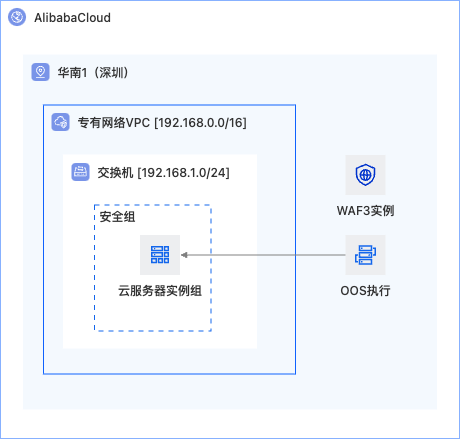 AlibabaCloud
华南1（深圳）
专有网络VPC [192.168.0.0/16]
交换机 [192.168.1.0/24]
安全组
云服务器实例组
WAF3实例
OOS执行